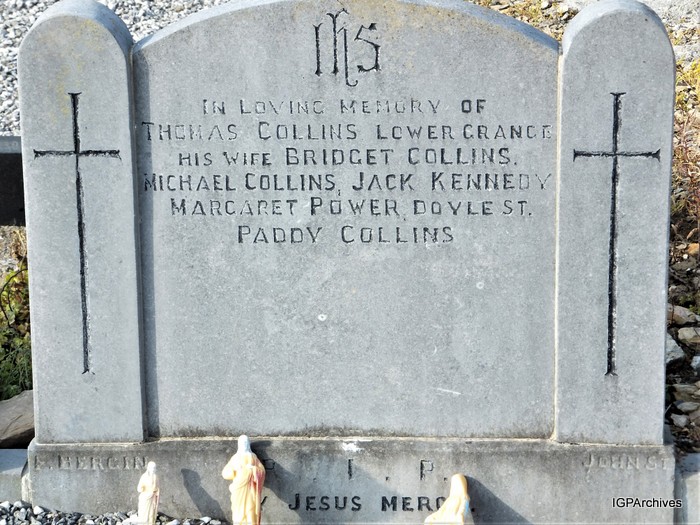 IHS
IN LOVING MEMORY OF
THOMAS COLLINS LOWER GRANGE
HIS WIFE BRIDGET COLLINS.
MICHAEL COLLINS, JACK KENNEDY
MARGARET POWER, DOYLE ST.
PADDY COLLINS
F. BERGIN R I. P. JOHN ST
JESUS MERCY
IGPArchives